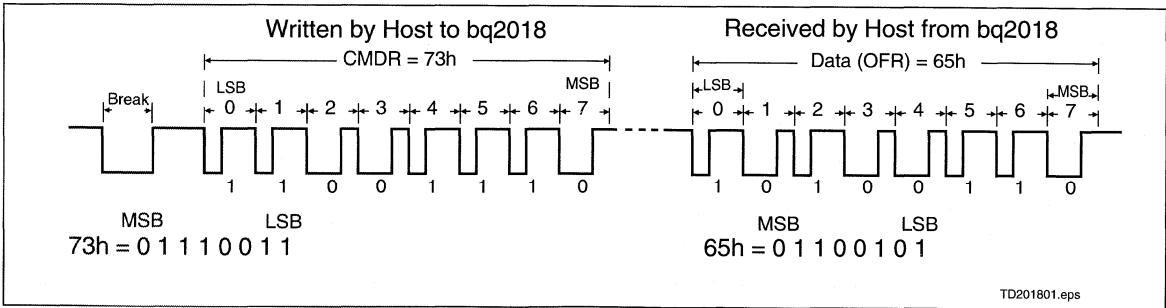 Written by Host to bq2018
Received by Host from bq2018
CMDR = 73h
Data (OFR) = 65h
Break
LSB
MSB
0 1 2 3 4 5 6 7
LSB
MSB
0 1 2 3 4 5 6 7
1 1 0 0 1 1 1 0
1 0 1 0 0 1 1 0
MSB LSB
73h = 0 1 1 1 0 0 1 1
MSB LSB
65h = 0 1 1 0 0 1 0 1
TD201801.eps